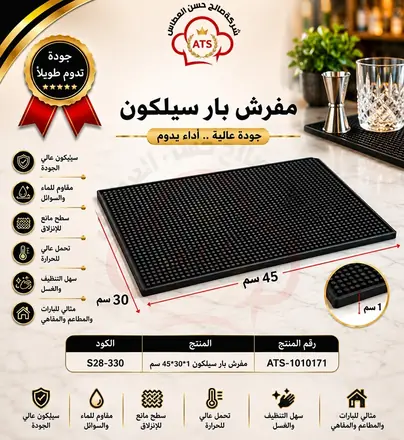 شركة صالح حسن العطاس
ATS
جودة
تدوم طويلاً
مفرش بار سيلكون
جودة عالية .. أداء يدوم
سيليكون عالي
الجودة
مقاوم للماء
والسوائل
سطح مانع
للإنزلاق
تحمل عالي
للحرارة
سهل التنظيف
والغسل
مثالي للبارات
والمطاعم والمقاهي
45 سم
30 سم
1 سم
رقم المنتج
المنتج
الكود
ATS-1010171
مفرش بار سيلكون 1*30*45 سم
S28-330
مثالي للبارات
والمطاعم والمقاهي
سهل التنظيف
والغسل
تحمل عالي
للحرارة
سطح مانع
للإنزلاق
مقاوم للماء
والسوائل
سيليكون عالي
الجودة